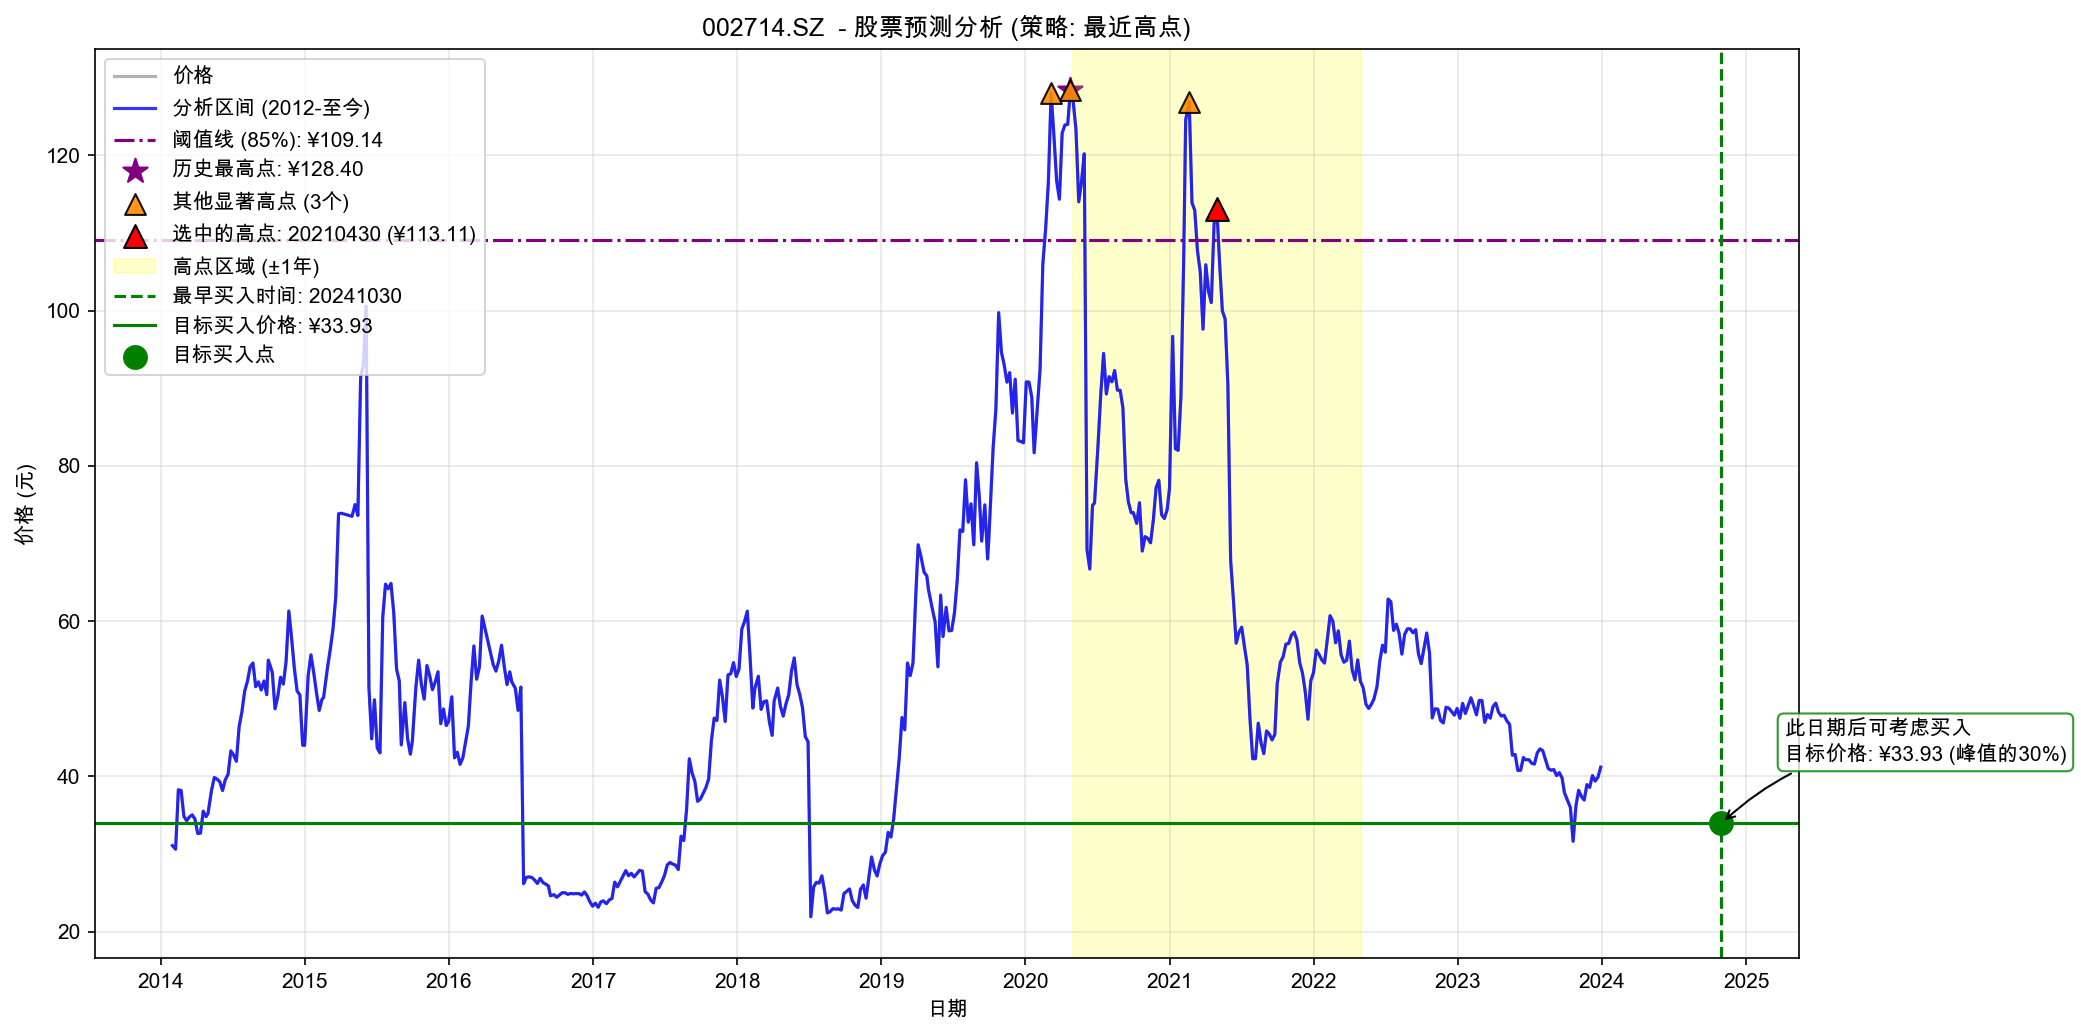 002714.SZ - 股票预测分析 (策略: 最近高点)
价格
分析区间 (2012-至今)
阈值线 (85%): ¥109.14
历史最高点: ¥128.40
其他显著高点 (3个)
选中的高点: 20210430 (¥113.11)
高点区域 (±1年)
最早买入时间: 20241030
目标买入价格: ¥33.93
目标买入点
价格 (元)
120
100
80
60
40
20
此日期后可考虑买入
目标价格: ¥33.93 (峰值的30%)
2014 2015 2016 2017 2018 2019 2020 2021 2022 2023 2024 2025
日期